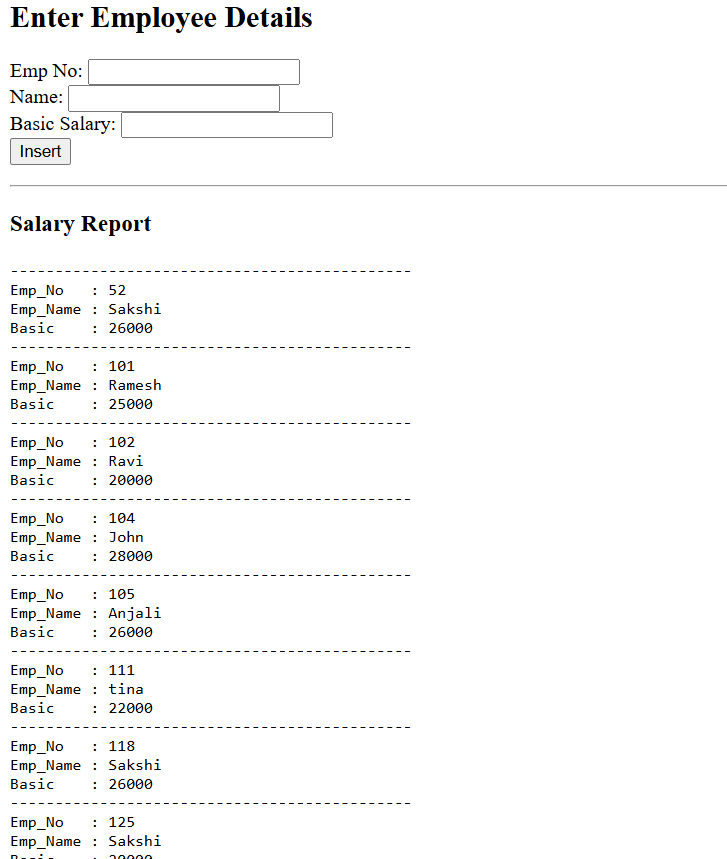 Enter Employee Details
Emp No:
Name:
Basic Salary:
Insert
Salary Report
--------------------------------------------
Emp_No   : 52
Emp_Name : Sakshi
Basic    : 26000
--------------------------------------------
Emp_No   : 101
Emp_Name : Ramesh
Basic    : 25000
--------------------------------------------
Emp_No   : 102
Emp_Name : Ravi
Basic    : 20000
--------------------------------------------
Emp_No   : 104
Emp_Name : John
Basic    : 28000
--------------------------------------------
Emp_No   : 105
Emp_Name : Anjali
Basic    : 26000
--------------------------------------------
Emp_No   : 111
Emp_Name : tina
Basic    : 22000
--------------------------------------------
Emp_No   : 118
Emp_Name : Sakshi
Basic    : 26000
--------------------------------------------
Emp_No   : 125
Emp_Name : Sakshi
Basic    :